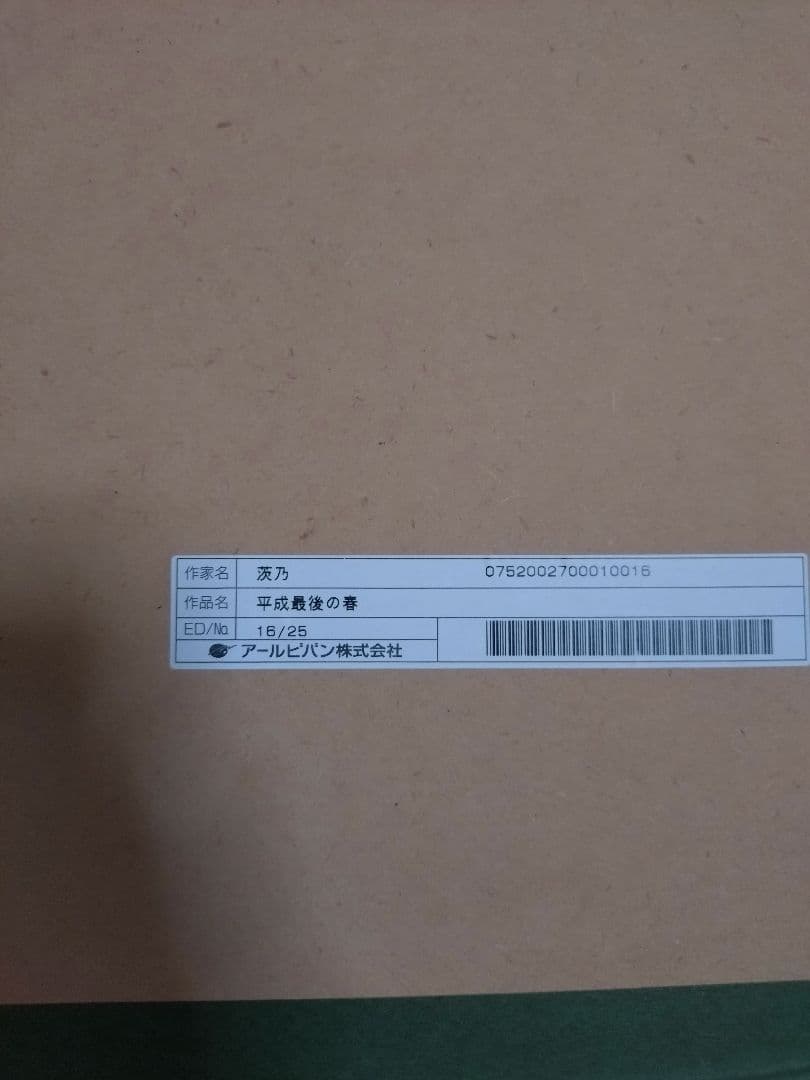 作家名 茨乃 0752002700010016
作品名 平成最後の春
ED/No. 16/25
アールビバン株式会社